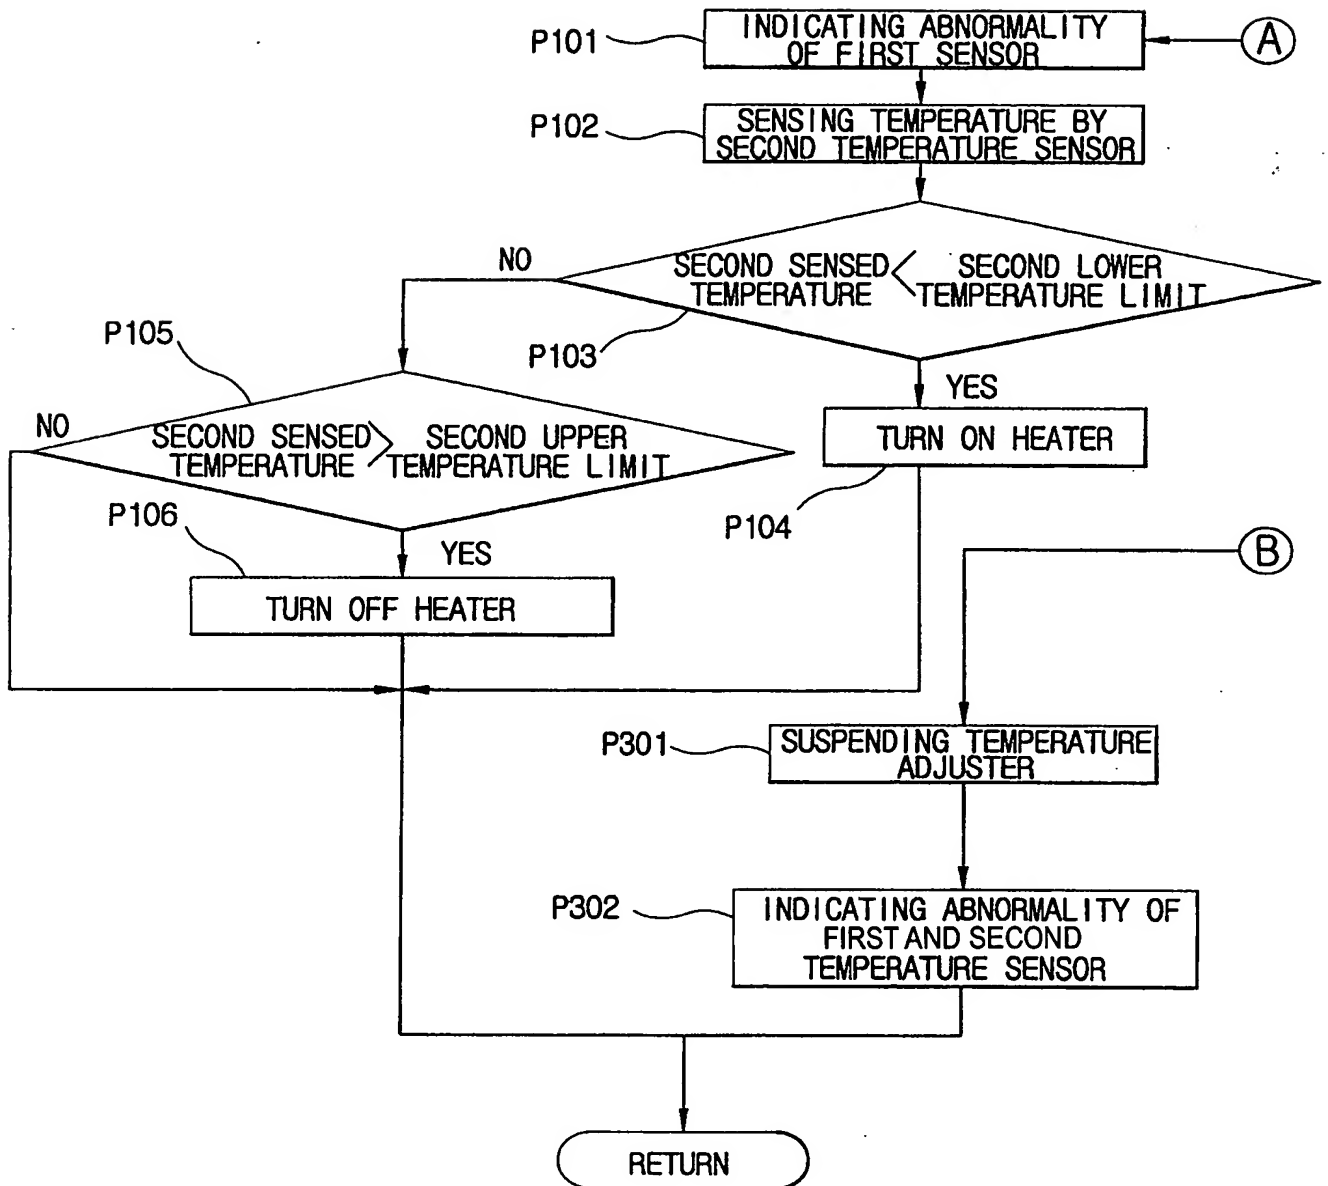 P101
INDICATING ABNORMALITY
OF FIRST SENSOR
A
P102
SENSING TEMPERATURE BY
SECOND TEMPERATURE SENSOR
NO
SECOND SENSED < SECOND LOWER
TEMPERATURE TEMPERATURE LIMIT
P103
YES
P105
NO
SECOND SENSED > SECOND UPPER
TEMPERATURE TEMPERATURE LIMIT
TURN ON HEATER
P104
P106
YES
TURN OFF HEATER
B
P301
SUSPENDING TEMPERATURE
ADJUSTER
P302
INDICATING ABNORMALITY OF
FIRST AND SECOND
TEMPERATURE SENSOR
RETURN